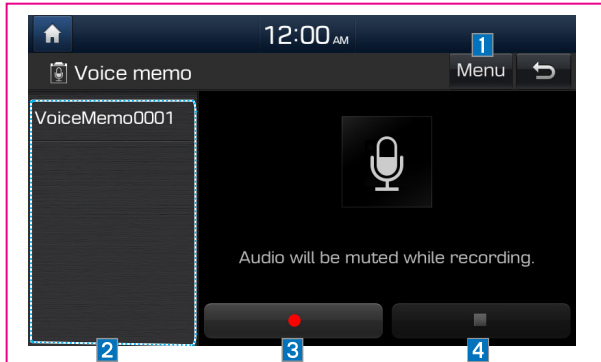 12:00 AM
1
Voice memo
Menu
VoiceMemo0001
Audio will be muted while recording.
2
3
4